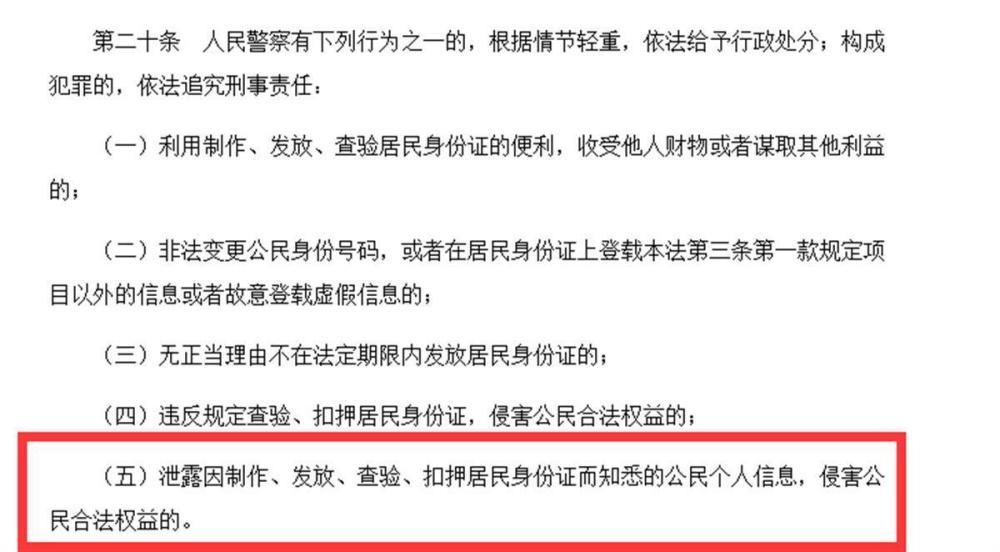 第二十条　人民警察有下列行为之一的，根据情节轻重，依法给予行政处分；构成
犯罪的，依法追究刑事责任：
（一）利用制作、发放、查验居民身份证的便利，收受他人财物或者谋取其他利益
的；
（二）非法变更公民身份号码，或者在居民身份证上登载本法第三条第一款规定项
目以外的信息或者故意登载虚假信息的；
（三）无正当理由不在法定期限内发放居民身份证的；
（四）违反规定查验、扣押居民身份证，侵害公民合法权益的；
（五）泄露因制作、发放、查验、扣押居民身份证而知悉的公民个人信息，侵害公
民合法权益的。